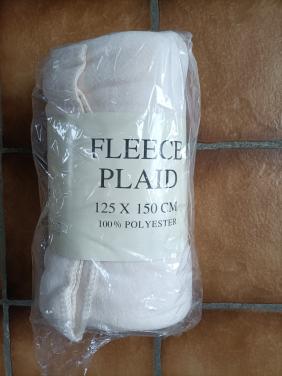 FLEECE
PLAID
125 X 150 CM
100% POLYESTER